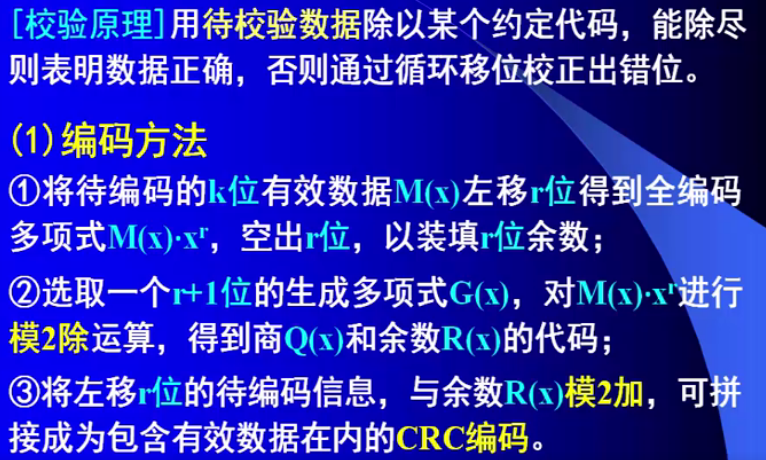 [校验原理]用待校验数据除以某个约定代码，能除尽
则表明数据正确，否则通过循环移位校正出错位。
(1)编码方法
①将待编码的k位有效数据M(x)左移r位得到全编码
多项式M(x)·xʳ，空出r位，以装填r位余数；
②选取一个r+1位的生成多项式G(x)，对M(x)·xʳ进行
模2除运算，得到商Q(x)和余数R(x)的代码；
③将左移r位的待编码信息，与余数R(x)模2加，可拼
接成为包含有效数据在内的CRC编码。